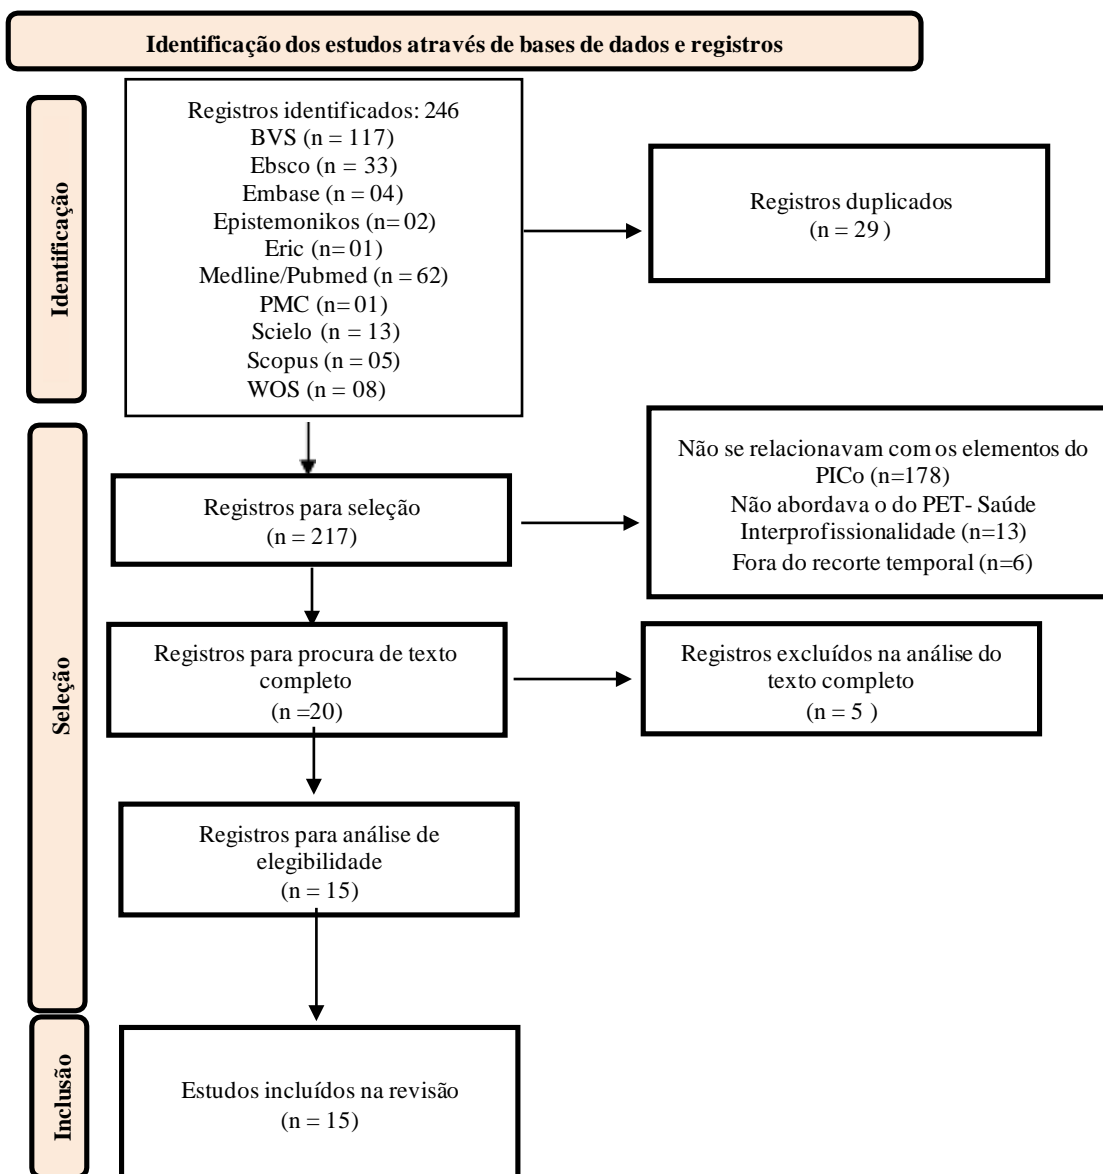 Identificação dos estudos através de bases de dados e registros
Identificação
Registros identificados: 246
BVS (n = 117)
Ebsco (n = 33)
Embase (n = 04)
Epistemonikos (n= 02)
Eric (n= 01)
Medline/Pubmed (n = 62)
PMC (n= 01)
Scielo (n = 13)
Scopus (n = 05)
WOS (n = 08)
Registros duplicados
(n = 29 )
Seleção
Registros para seleção
(n = 217)
Não se relacionavam com os elementos do
PICo (n=178)
Não abordava o do PET- Saúde
Interprofissionalidade (n=13)
Fora do recorte temporal (n=6)
Registros para procura de texto
completo
(n =20)
Registros excluídos na análise do
texto completo
(n = 5 )
Registros para análise de
elegibilidade
(n = 15)
Inclusão
Estudos incluídos na revisão
(n = 15)